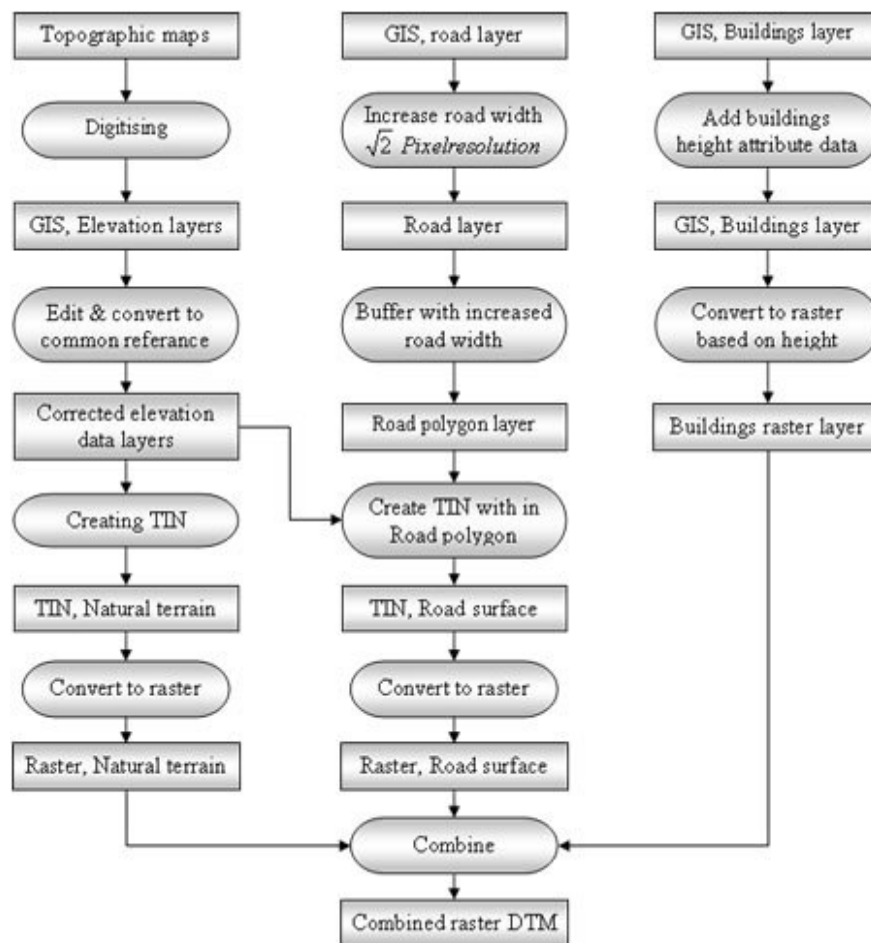 Topographic maps
Digitising
GIS, Elevation layers
Edit & convert to
common referance
Corrected elevation
data layers
Creating TIN
TIN, Natural terrain
Convert to raster
Raster, Natural terrain
GIS, road layer
Increase road width
√2 Pixelresolution
Road layer
Buffer with increased
road width
Road polygon layer
Create TIN with in
Road polygon
TIN, Road surface
Convert to raster
Raster, Road surface
Combine
Combined raster DTM
GIS, Buildings layer
Add buildings
height attribute data
GIS, Buildings layer
Convert to raster
based on height
Buildings raster layer